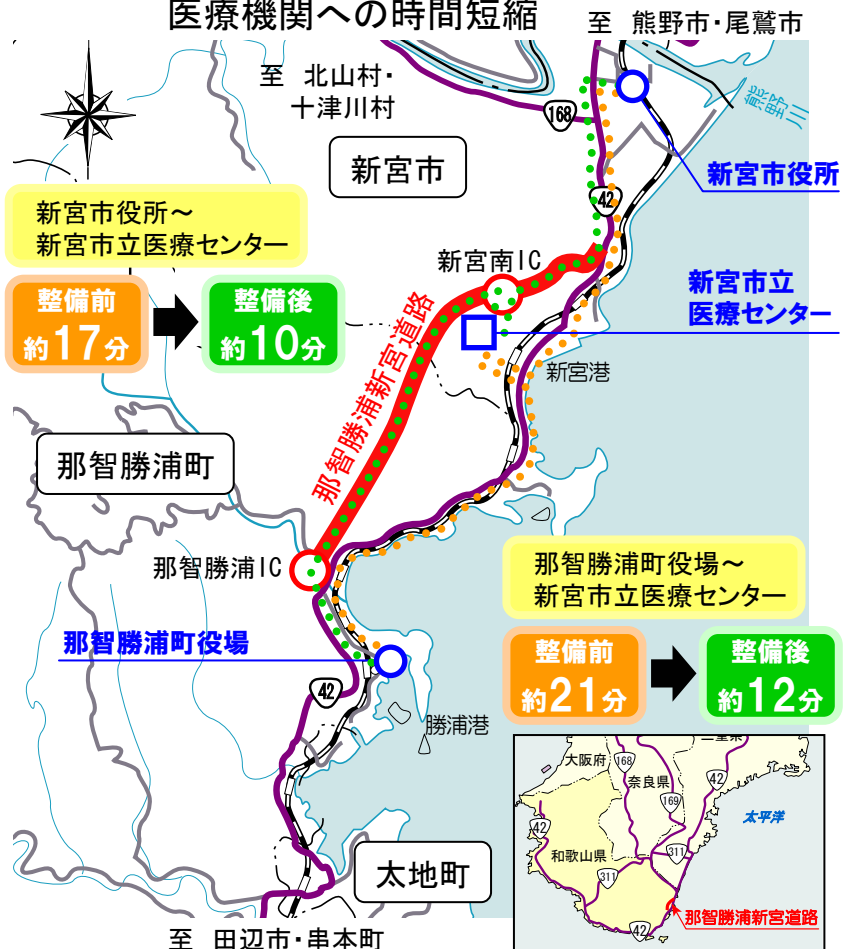 医療機関への時間短縮
至 熊野市・尾鷲市
至 北山村・
十津川村
168
熊野川
新宮市
新宮市役所
42
新宮市役所～
新宮市立医療センター
新宮南IC
新宮市立
医療センター
整備前
約17分
整備後
約10分
那智勝浦新宮道路
新宮港
那智勝浦町
那智勝浦IC
那智勝浦町役場～
新宮市立医療センター
那智勝浦町役場
整備前
約21分
整備後
約12分
42
勝浦港
大阪府
168
奈良県
三重県
42
169
太平洋
42
和歌山県
311
311
那智勝浦新宮道路
42
太地町
至 田辺市・串本町